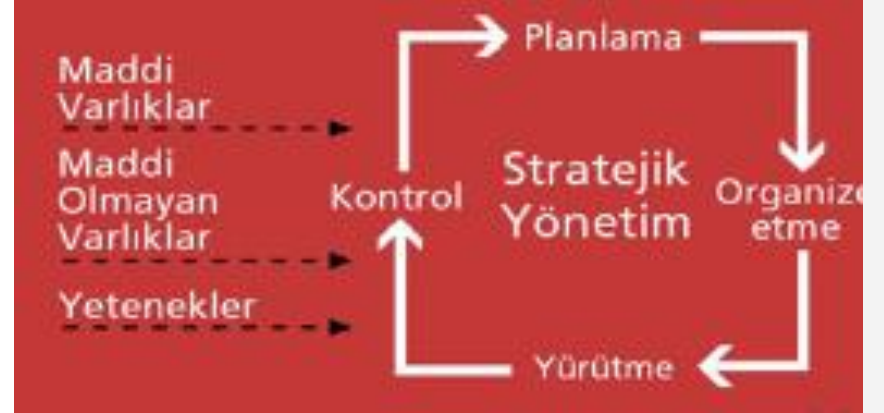 Maddi
Varlıklar
Maddi
Olmayan
Varlıklar
Yetenekler
Planlama
Kontrol
Stratejik
Yönetim
Organize
etme
Yürütme